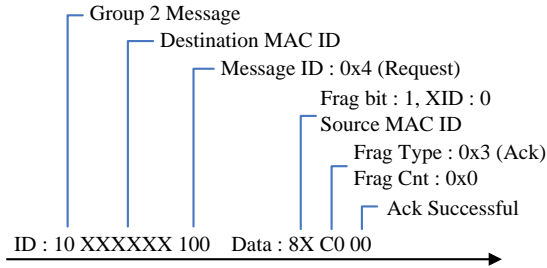 Group 2 Message
Destination MAC ID
Message ID : 0x4 (Request)
Frag bit : 1, XID : 0
Source MAC ID
Frag Type : 0x3 (Ack)
Frag Cnt : 0x0
Ack Successful
ID : 10 XXXXXX 100 Data : 8X C0 00